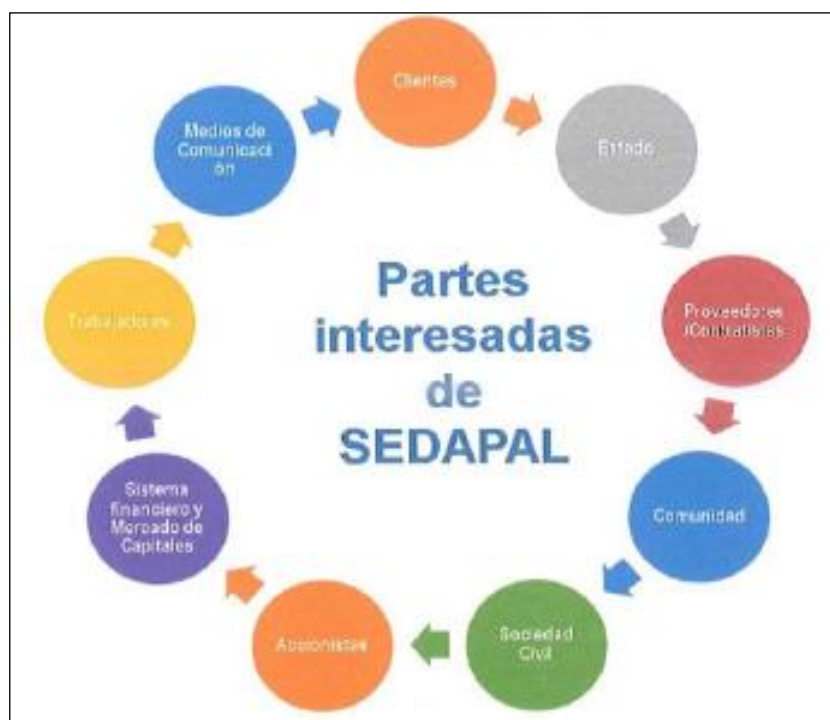 Clientes
Estado
Proveedores
/Contratistas
Comunidad
Sociedad
Civil
Accionistas
Sistema
financiero y
Mercado de
Capitales
Trabajadores
Medios de
Comunicaci
ón
Partes
interesadas
de
SEDAPAL